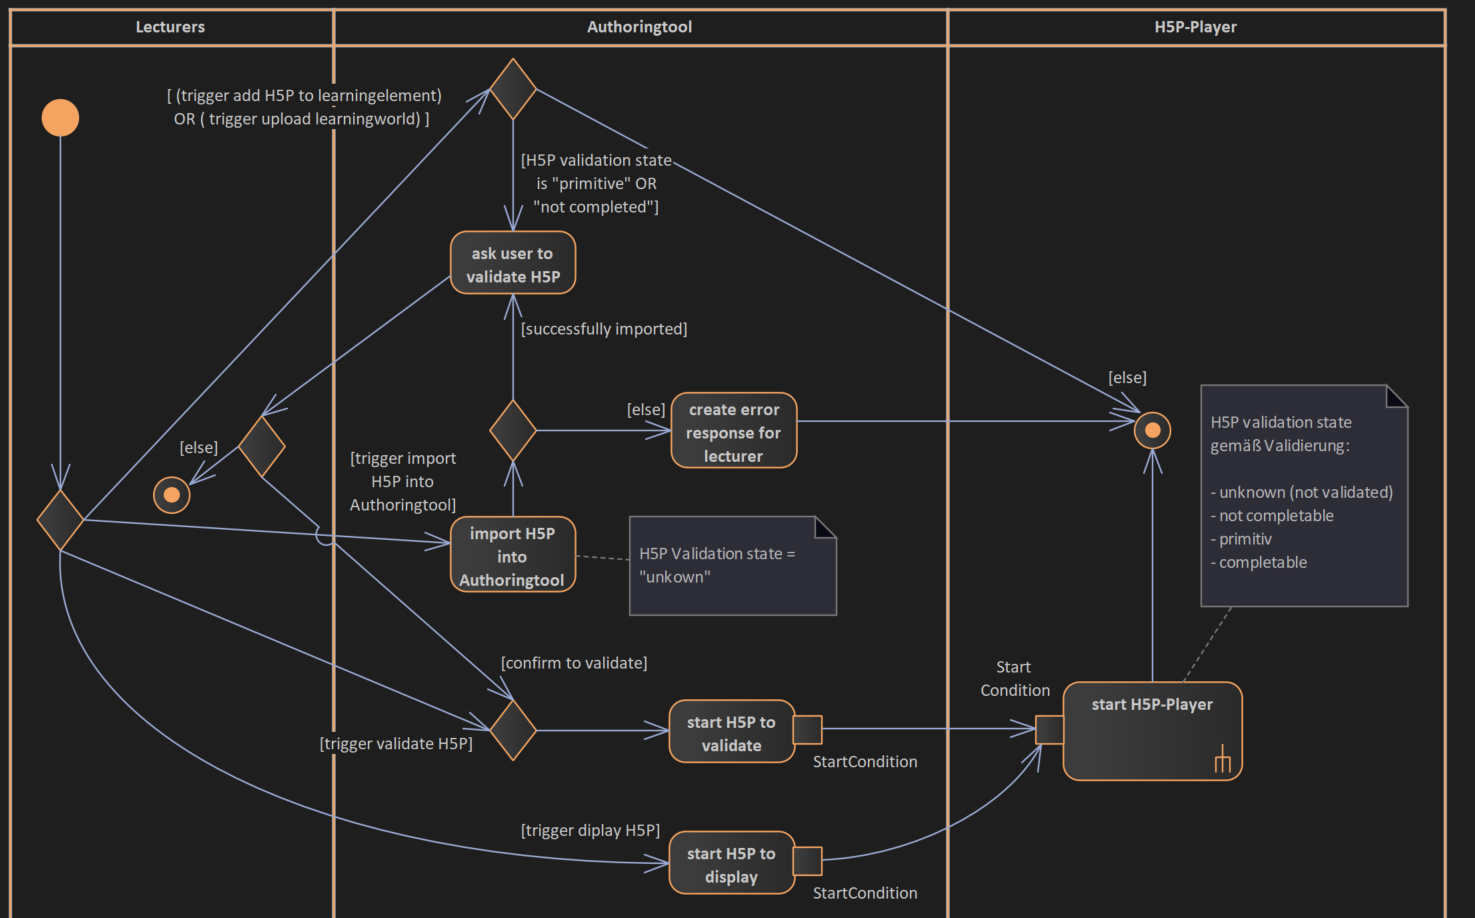 Lecturers
Authoringtool
H5P-Player
[ (trigger add H5P to learningelement)
OR ( trigger upload learningworld) ]
[H5P validation state
is "primitive" OR
"not completed"]
ask user to
validate H5P
[successfully imported]
[else]
[else]
create error
response for
lecturer
[else]
[trigger import
H5P into
Authoringtool]
import H5P
into
Authoringtool
H5P Validation state =
"unkown"
H5P validation state
gemäß Validierung:
- unknown (not validated)
- not completable
- primitiv
- completable
[confirm to validate]
Start
Condition
start H5P-Player
start H5P to
validate
[trigger validate H5P]
StartCondition
[trigger diplay H5P]
start H5P to
display
StartCondition